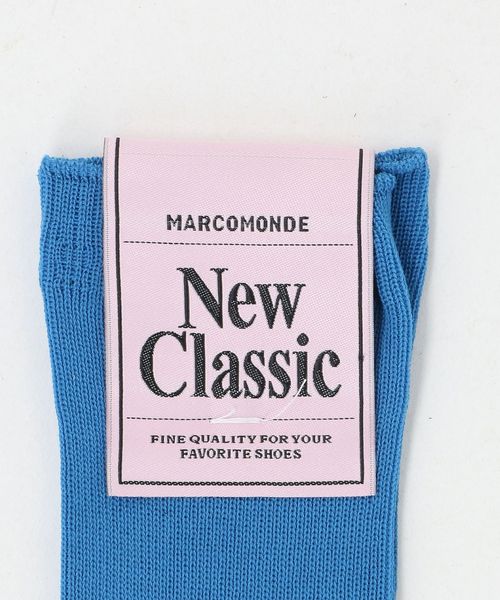 MARCOMONDE
New
Classic
FINE QUALITY FOR YOUR
FAVORITE SHOES